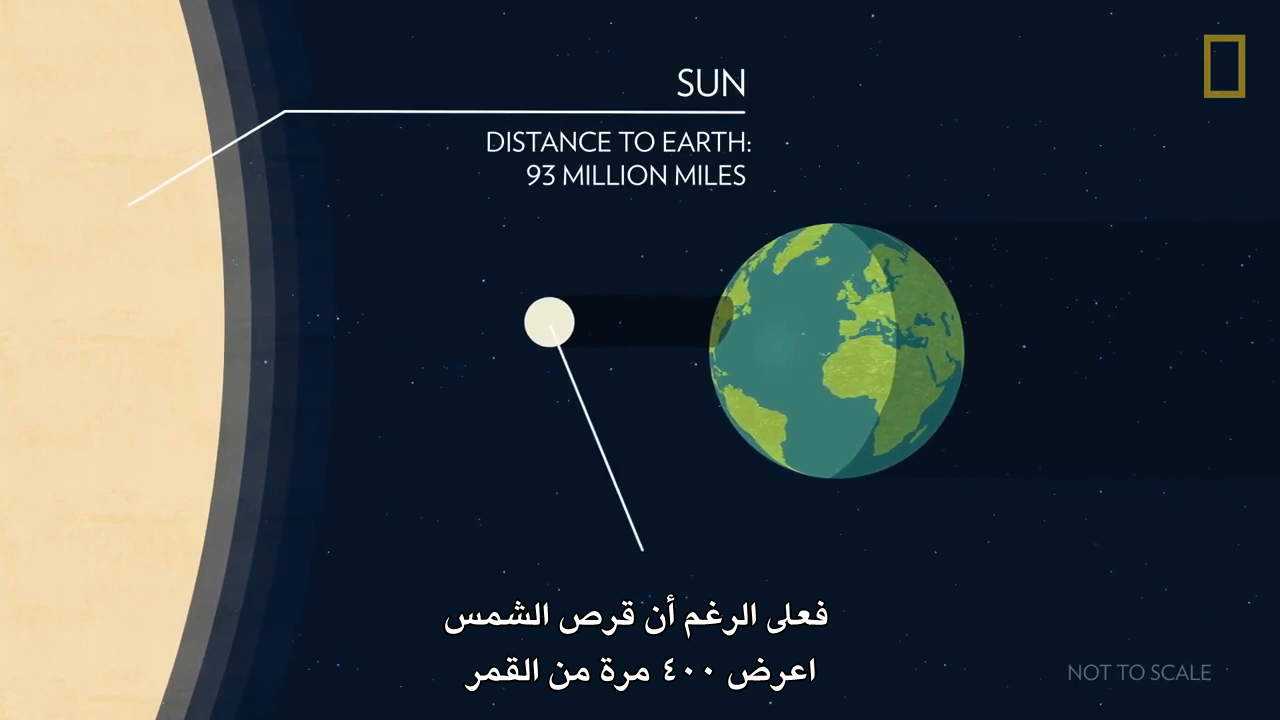 SUN
DISTANCE TO EARTH:
93 MILLION MILES
فعلى الرغم أن قرص الشمس
اعرض ٤٠٠ مرة من القمر
NOT TO SCALE